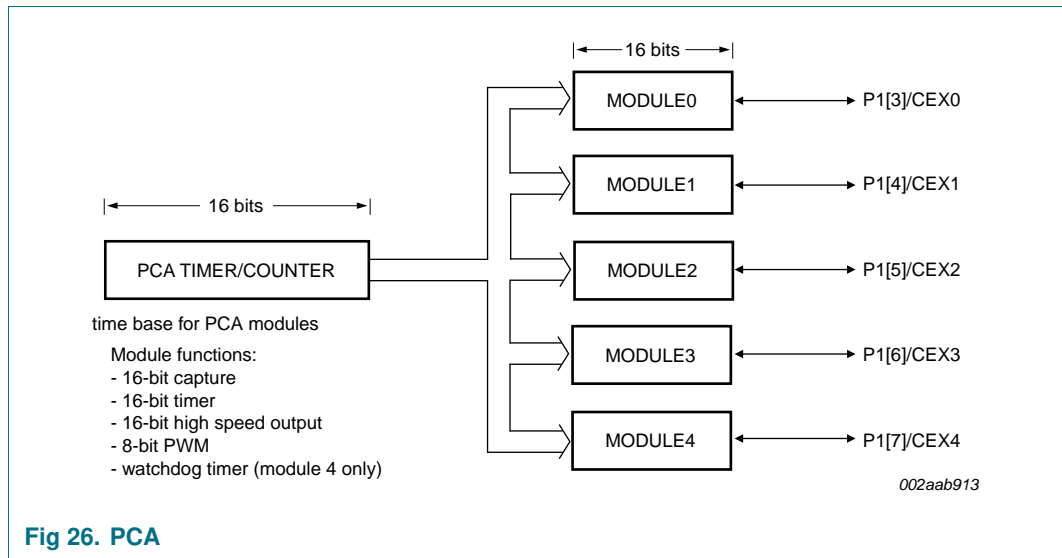 16 bits
MODULE0
P1[3]/CEX0
MODULE1
P1[4]/CEX1
16 bits
PCA TIMER/COUNTER
MODULE2
P1[5]/CEX2
time base for PCA modules
Module functions:
- 16-bit capture
- 16-bit timer
- 16-bit high speed output
- 8-bit PWM
- watchdog timer (module 4 only)
MODULE3
P1[6]/CEX3
MODULE4
P1[7]/CEX4
002aab913
Fig 26. PCA